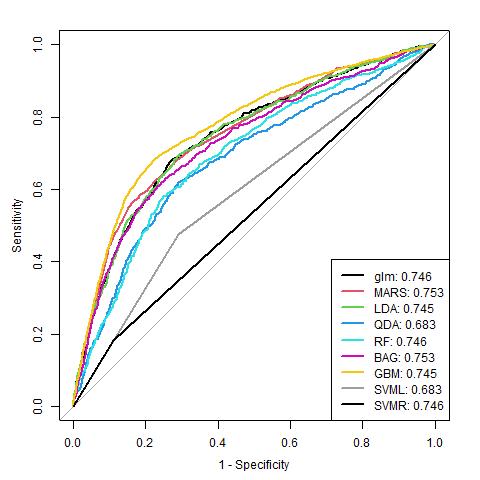 1.0
0.8
0.6
0.4
0.2
0.0
Sensitivity
glm: 0.746
MARS: 0.753
LDA: 0.745
QDA: 0.683
RF: 0.746
BAG: 0.753
GBM: 0.745
SVML: 0.683
SVMR: 0.746
0.0 0.2 0.4 0.6 0.8 1.0
1 - Specificity